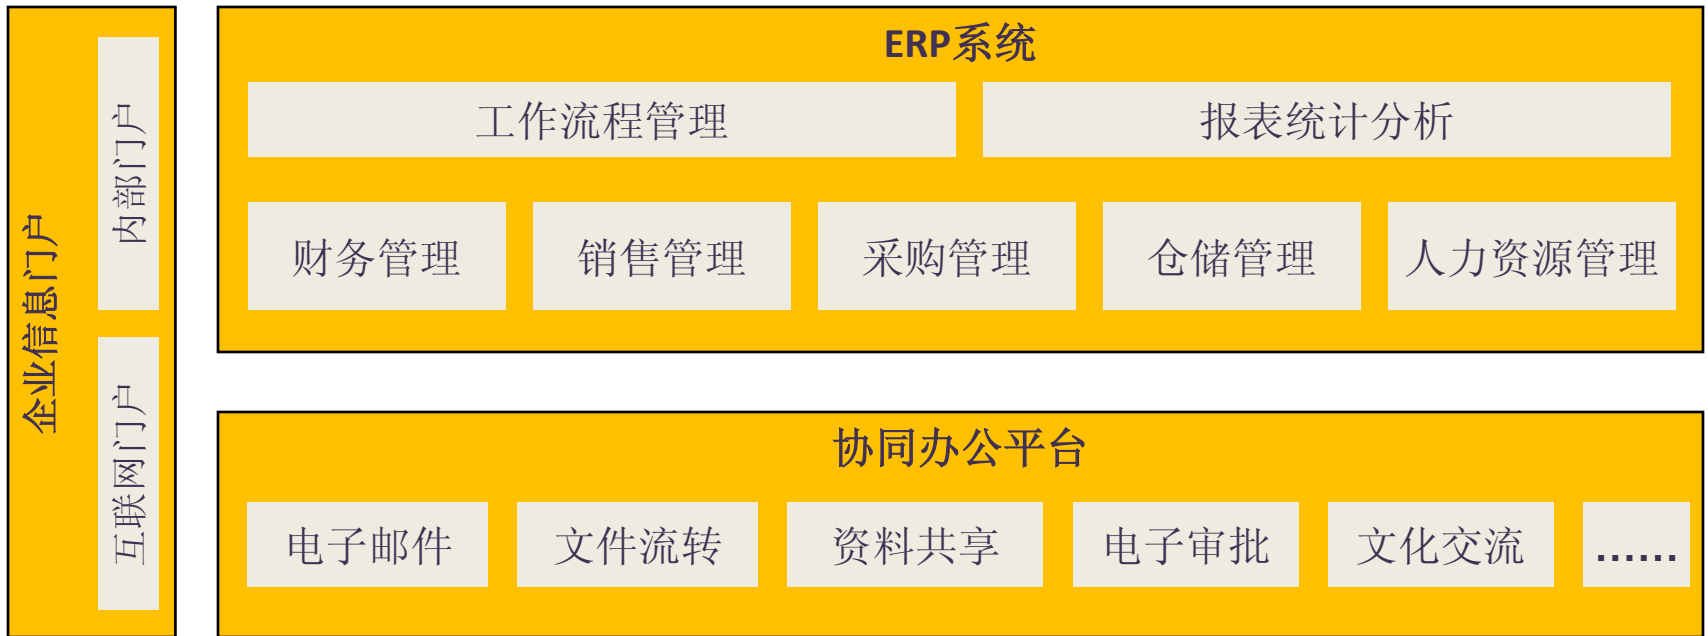 企业信息门户
内部门户
互联网门户
ERP系统
工作流程管理
报表统计分析
财务管理
销售管理
采购管理
仓储管理
人力资源管理
协同办公平台
电子邮件
文件流转
资料共享
电子审批
文化交流
......